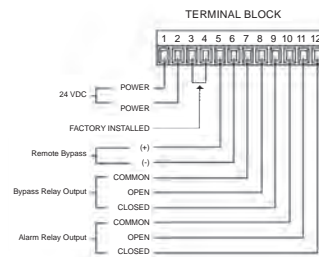 TERMINAL BLOCK
1 2 3 4 5 6 7 8 9 10 11 12
24 VDC
POWER
POWER
FACTORY INSTALLED
Remote Bypass
(+)
(-)
Bypass Relay Output
COMMON
OPEN
CLOSED
Alarm Relay Output
COMMON
OPEN
CLOSED